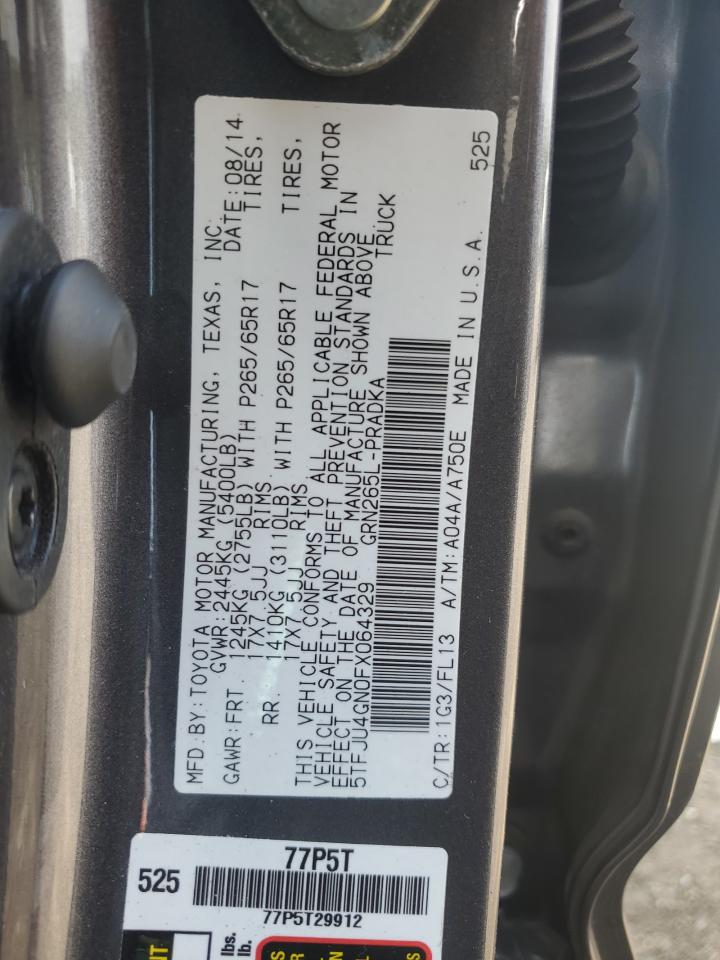 MFD.BY:TOYOTA MOTOR MANUFACTURING, TEXAS, INC.
GVWR:2445KG (5400LB) DATE:08/14
GAWR:FRT 1245KG (2755LB) WITH P265/65R17 TIRES,
17X7.5JJ RIMS
RR 1410KG (3110LB) WITH P265/65R17 TIRES,
17X7.5JJ RIMS
THIS VEHICLE CONFORMS TO ALL APPLICABLE FEDERAL MOTOR
VEHICLE SAFETY AND THEFT PREVENTION STANDARDS IN
EFFECT ON THE DATE OF MANUFACTURE SHOWN ABOVE.
5TFJU4GN0FX064329 GRN265L-PRADKA TRUCK
C/TR:1G3/FL13 A/TM:A04A/A750E MADE IN U.S.A. 525
77P5T
525
77P5T29912
lbs.
lb.